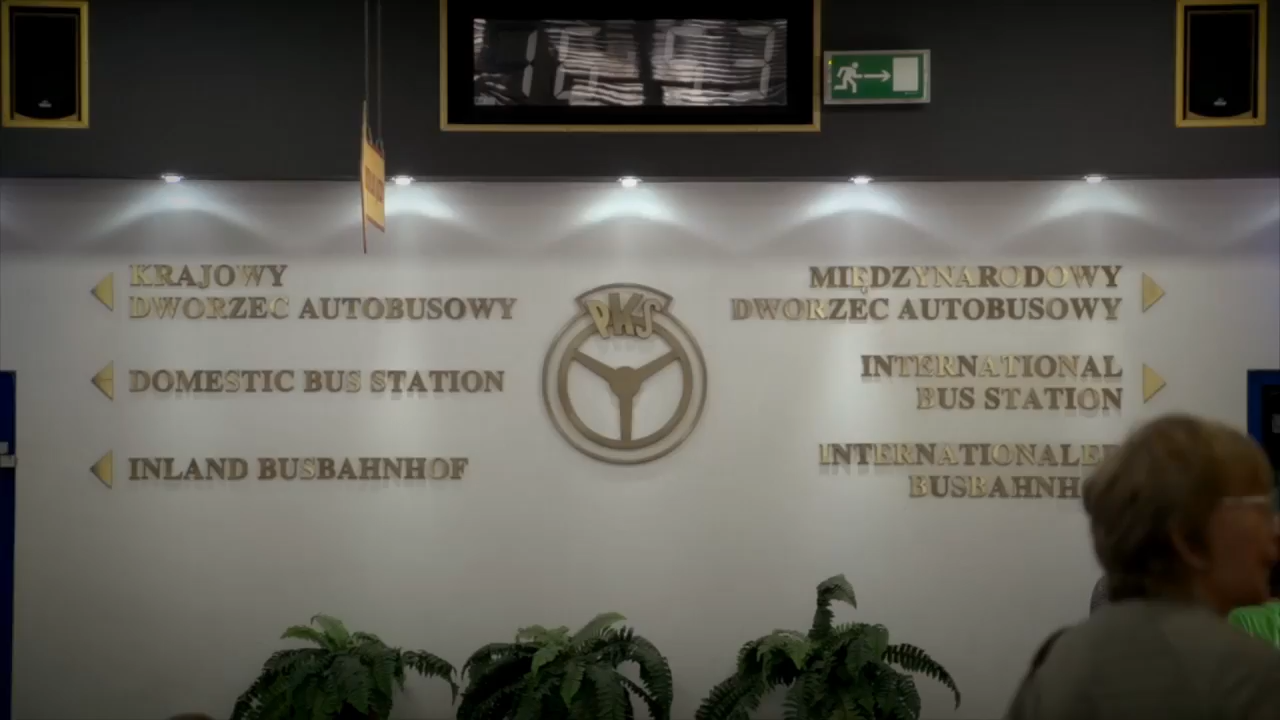 KRAJOWY
DWORZEC AUTOBUSOWY
DOMESTIC BUS STATION
INLAND BUSBAHNHOF
PKS
MIĘDZYNARODOWY
DWORZEC AUTOBUSOWY
INTERNATIONAL
BUS STATION